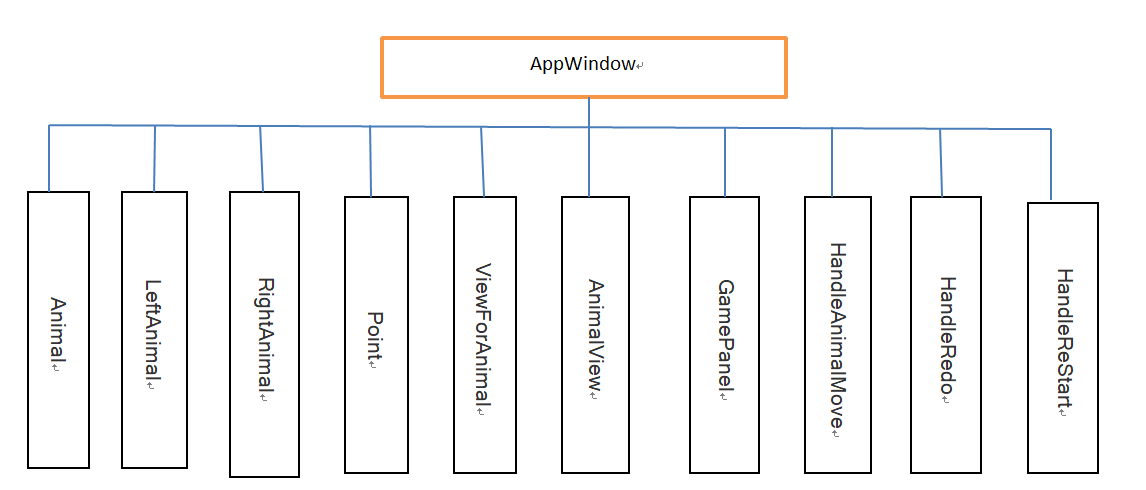 AppWindow
Animal
LeftAnimal
RightAnimal
Point
ViewForAnimal
AnimalView
GamePanel
HandleAnimalMove
HandleRedo
HandleReStart